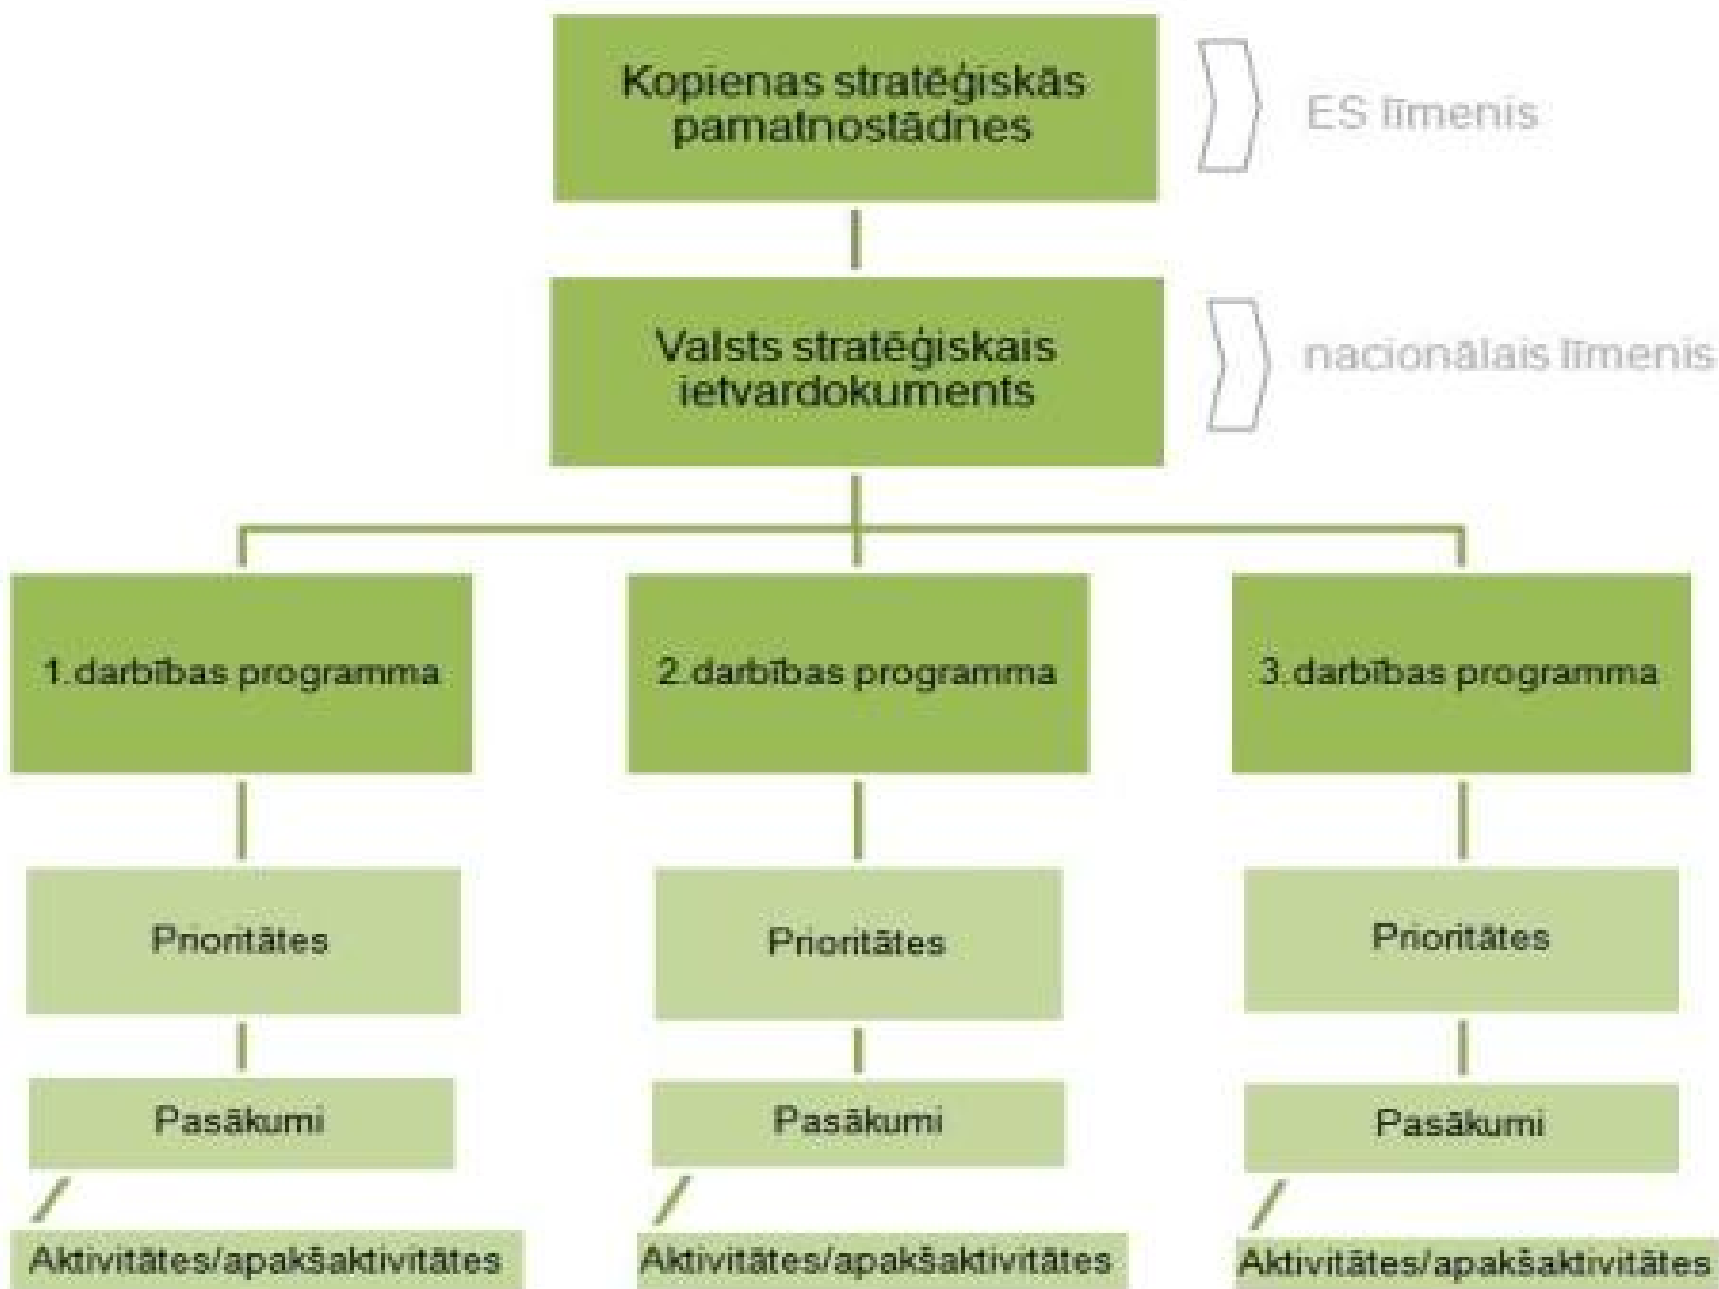 Kopienas stratēģiskās
pamatnostādnes
ES līmenis
Valsts stratēģiskais
ietvardokuments
nacionālais līmenis
1.darbības programma
2.darbības programma
3.darbības programma
Prioritātes
Prioritātes
Prioritātes
Pasākumi
Pasākumi
Pasākumi
Aktivitātes/apakšaktivitātes
Aktivitātes/apakšaktivitātes
Aktivitātes/apakšaktivitātes